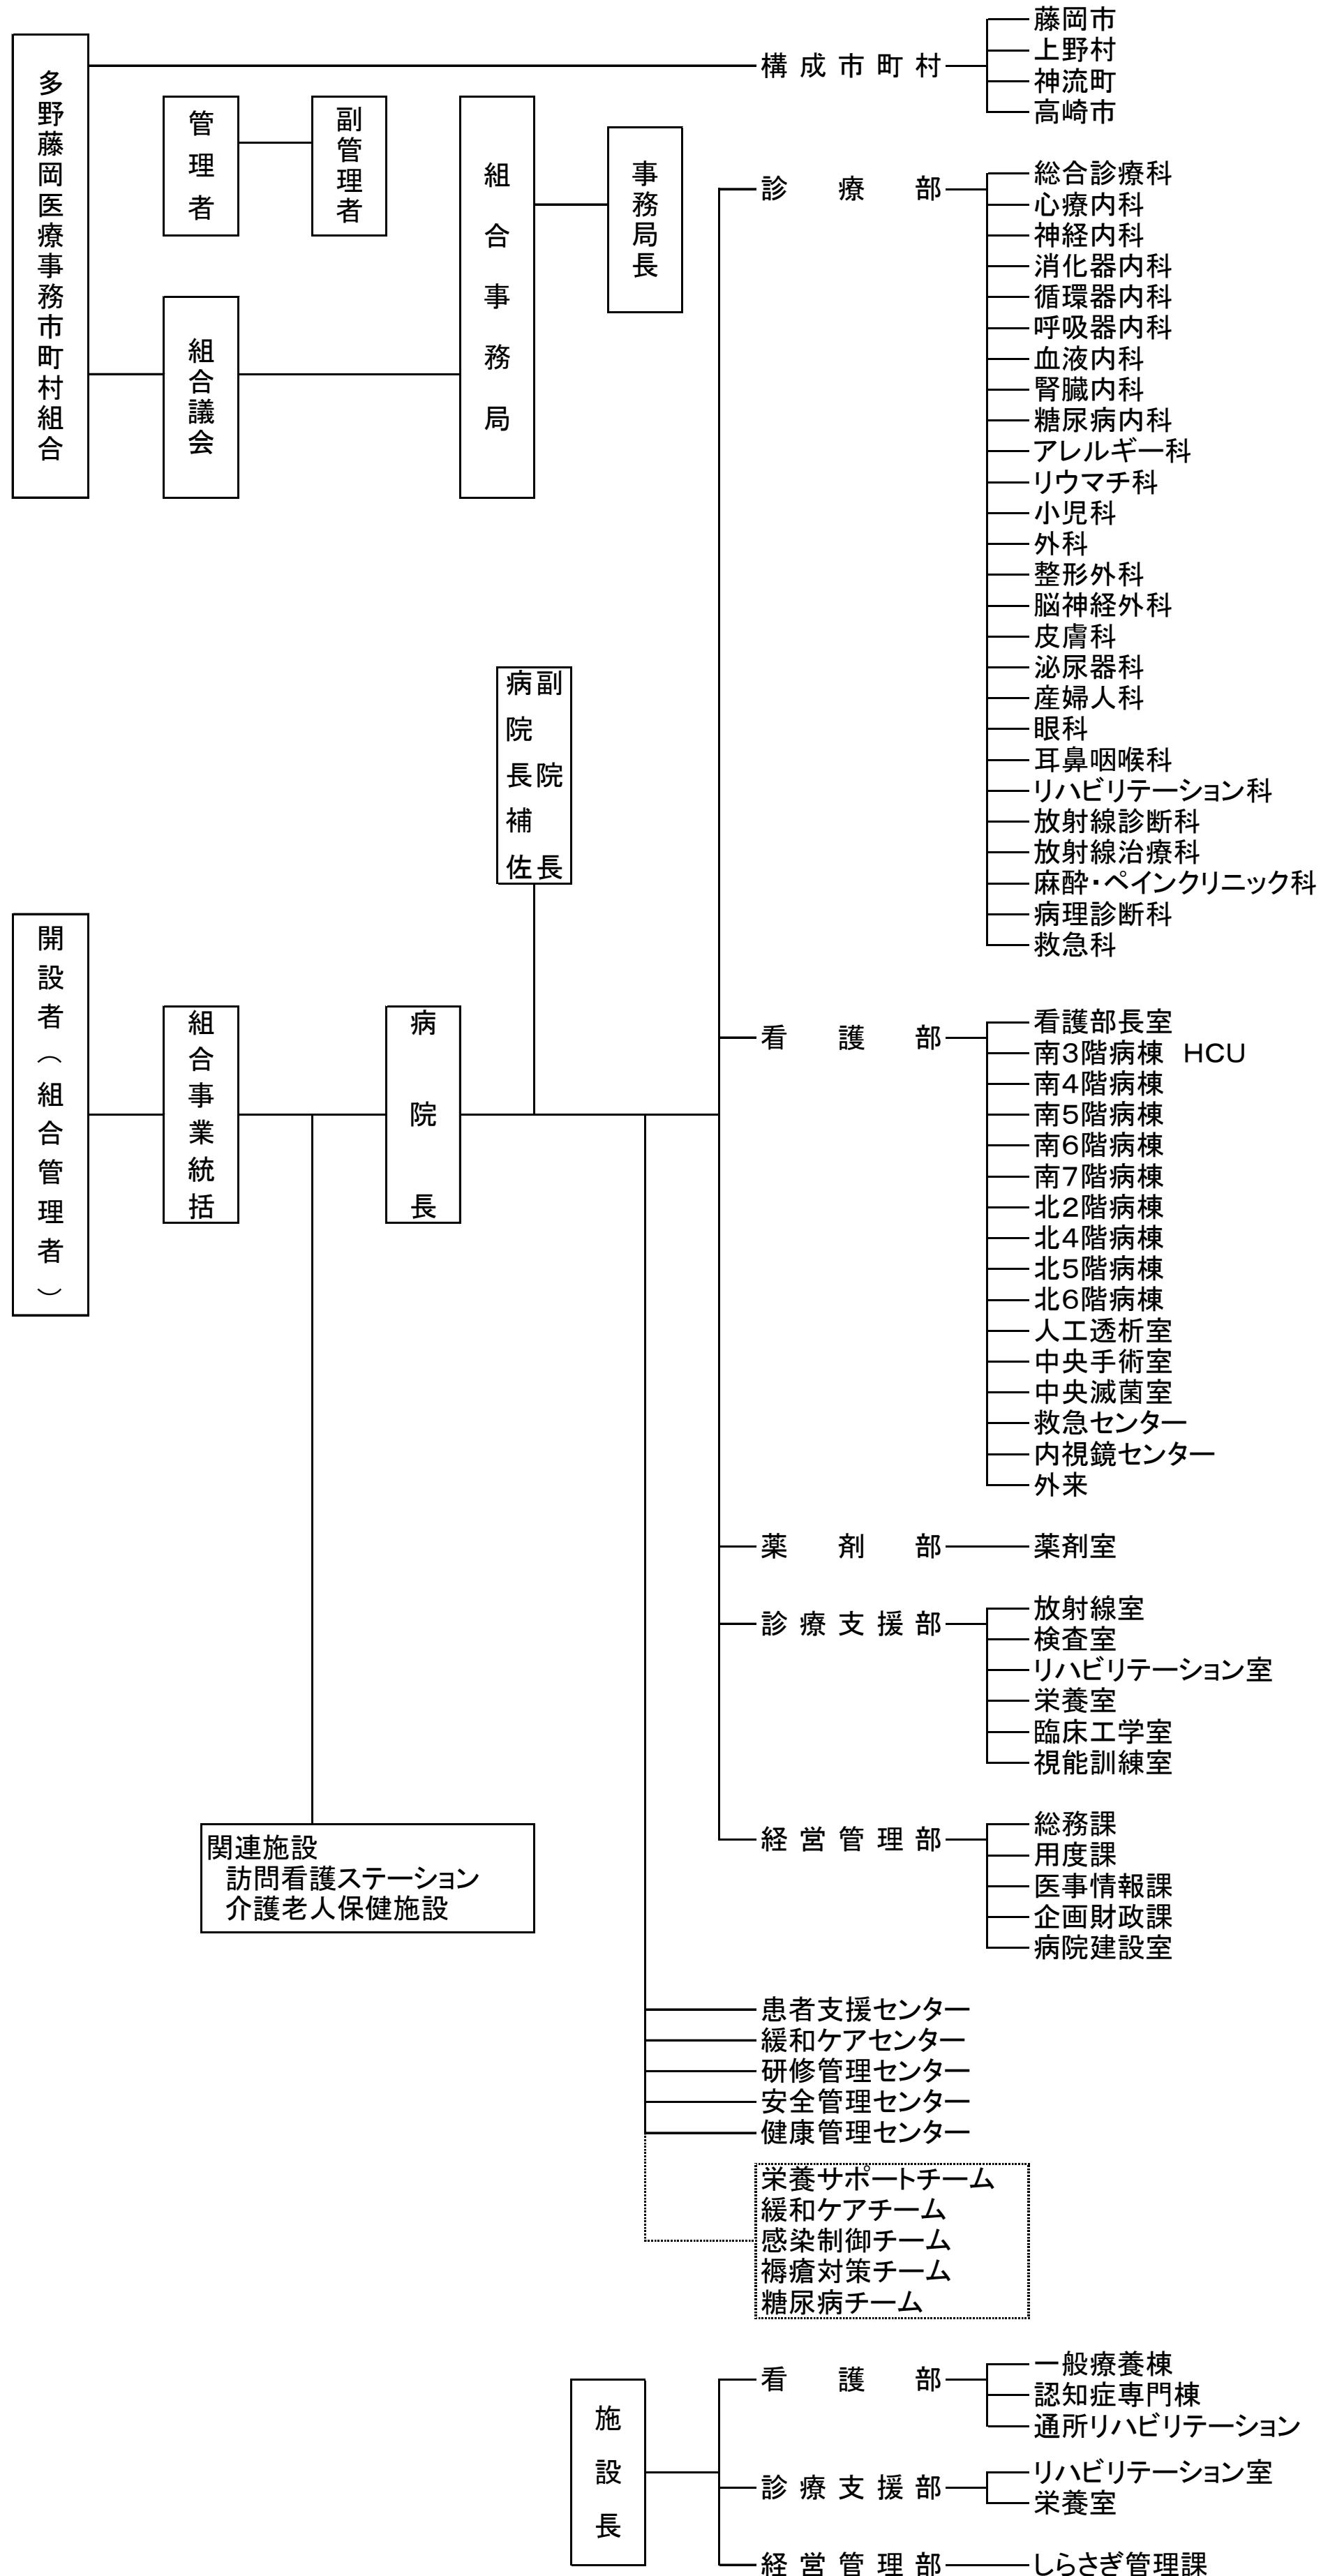 多野藤岡医療事務市町村組合
構成市町村
藤岡市
上野村
神流町
高崎市
管理者
副管理者
組合議会
組合事務局
事務局長
診療部
総合診療科
心療内科
神経内科
消化器内科
循環器内科
呼吸器内科
血液内科
腎臓内科
糖尿病内科
アレルギー科
リウマチ科
小児科
外科
整形外科
脳神経外科
皮膚科
泌尿器科
産婦人科
眼科
耳鼻咽喉科
リハビリテーション科
放射線診断科
放射線治療科
麻酔・ペインクリニック科
病理診断科
救急科
開設者（組合管理者）
組合事業統括
病院長
副院長
病院長補佐
看護部
看護部長室
南3階病棟　HCU
南4階病棟
南5階病棟
南6階病棟
南7階病棟
北2階病棟
北4階病棟
北5階病棟
北6階病棟
人工透析室
中央手術室
中央滅菌室
救急センター
内視鏡センター
外来
薬剤部
薬剤室
診療支援部
放射線室
検査室
リハビリテーション室
栄養室
臨床工学室
視能訓練室
経営管理部
総務課
用度課
医事情報課
企画財政課
病院建設室
関連施設
訪問看護ステーション
介護老人保健施設
患者支援センター
緩和ケアセンター
研修管理センター
安全管理センター
健康管理センター
栄養サポートチーム
緩和ケアチーム
感染制御チーム
褥瘡対策チーム
糖尿病チーム
施設長
看護部
一般療養棟
認知症専門棟
通所リハビリテーション
診療支援部
リハビリテーション室
栄養室
経営管理部
しらさぎ管理課